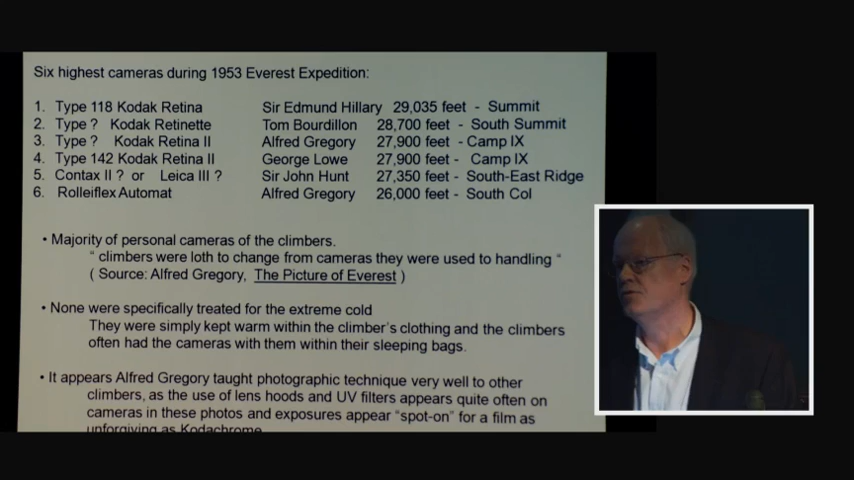 Six highest cameras during 1953 Everest Expedition:
1. Type 118 Kodak Retina Sir Edmund Hillary 29,035 feet - Summit
2. Type ? Kodak Retinette Tom Bourdillon 28,700 feet - South Summit
3. Type ? Kodak Retina II Alfred Gregory 27,900 feet - Camp IX
4. Type 142 Kodak Retina II George Lowe 27,900 feet - Camp IX
5. Contax II ? or Leica III ? Sir John Hunt 27,350 feet - South-East Ridge
6. Rolleiflex Automat Alfred Gregory 26,000 feet - South Col
• Majority of personal cameras of the climbers.
“ climbers were loth to change from cameras they were used to handling “
( Source: Alfred Gregory, The Picture of Everest )
• None were specifically treated for the extreme cold
They were simply kept warm within the climber's clothing and the climbers
often had the cameras with them within their sleeping bags.
• It appears Alfred Gregory taught photographic technique very well to other
climbers, as the use of lens hoods and UV filters appears quite often on
cameras in these photos and exposures appear “spot-on” for a film as
unforgiving as Kodachrome